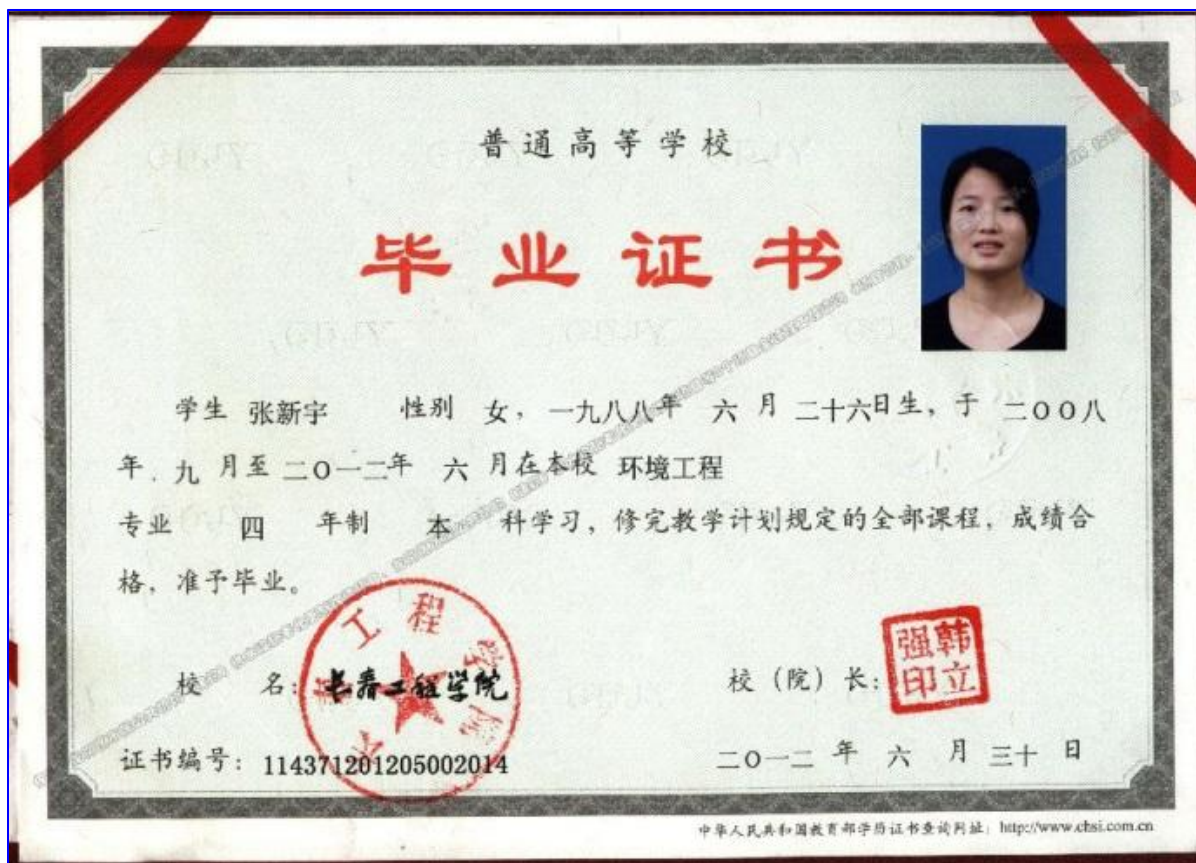 普通高等学校
毕业证书
学生 张新宇 性别 女，一九八八年 六 月 二十六日生，于 二〇〇八
年．九 月至 二〇一二年 六 月在本校 环境工程
专业 四 年制 本 科学习，修完教学计划规定的全部课程，成绩合
格，准予毕业。
校 名：长春工程学院
工程学院
校（院）长：
韩立强印
证书编号：114371201205002014
二〇一二 年 六 月 三十 日
中华人民共和国教育部学历证书查询网址：http://www.chsi.com.cn